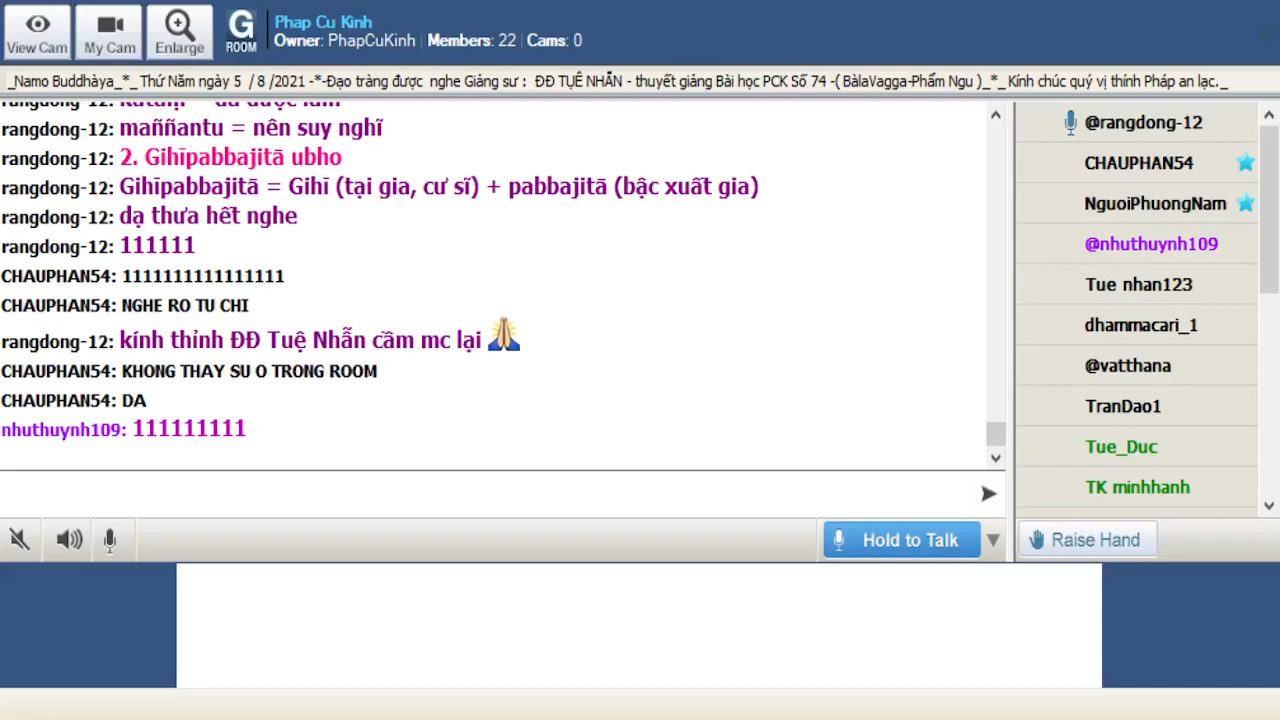 View Cam
My Cam
Enlarge
G
ROOM
Phap Cu Kinh
Owner: PhapCuKinh | Members: 22 | Cams: 0
_Namo Buddhàya_*_ Thứ Năm ngày 5 / 8 /2021 -*-Đạo tràng được nghe Giảng sư : ĐĐ TUỆ NHẪN - thuyết giảng Bài học PCK Số 74 -( BàlaVagga-Phẩm Ngu )_*_ Kính chúc quý vị thính Pháp an lạc._
rangdong-12: maññantu = nên suy nghĩ
rangdong-12: 2. Gihīpabbajitā ubho
rangdong-12: Gihīpabbajitā = Gihī (tại gia, cư sĩ) + pabbajitā (bậc xuất gia)
rangdong-12: dạ thưa hết nghe
rangdong-12: 111111
CHAUPHAN54: 1111111111111111
CHAUPHAN54: NGHE RO TU CHI
rangdong-12: kính thỉnh ĐĐ Tuệ Nhẫn cầm mc lại
CHAUPHAN54: KHONG THAY SU O TRONG ROOM
CHAUPHAN54: DA
nhuthuynh109: 111111111
Hold to Talk
@rangdong-12
CHAUPHAN54
NguoiPhuongNam
@nhuthuynh109
Tue nhan123
dhammacari_1
@vatthana
TranDao1
Tue_Duc
TK minhhanh
Raise Hand